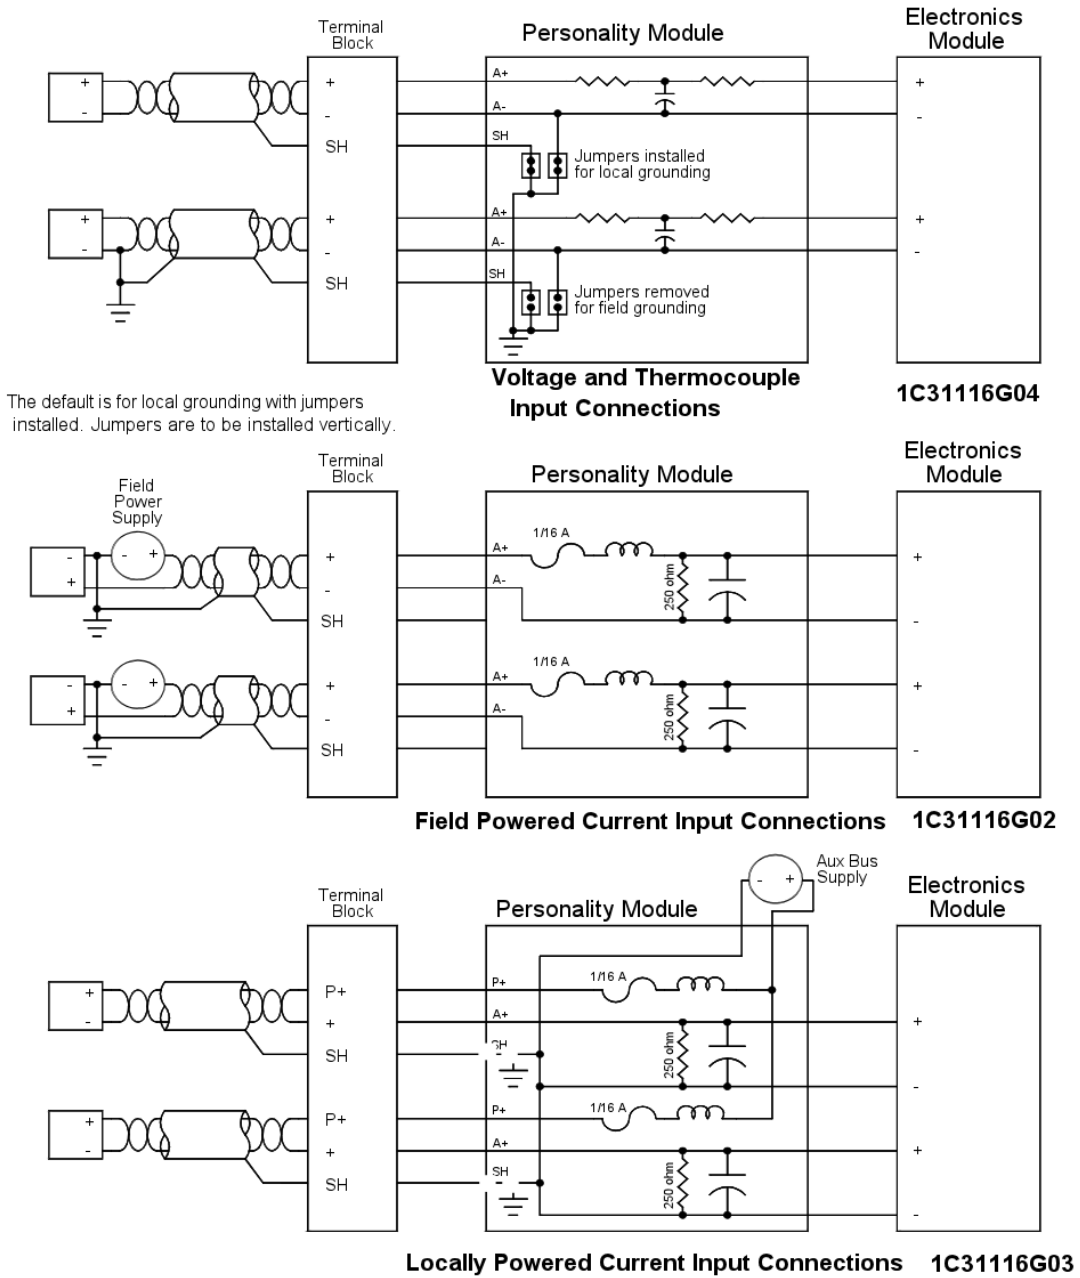 Terminal
Block
Personality Module
Electronics
Module
+
-
+
-
SH
A+
A-
SH
Jumpers installed
for local grounding
+
-
+
-
+
-
SH
A+
A-
SH
Jumpers removed
for field grounding
+
-
Voltage and Thermocouple
Input Connections
1C31116G04
The default is for local grounding with jumpers
installed. Jumpers are to be installed vertically.
Terminal
Block
Personality Module
Electronics
Module
Field
Power
Supply
-
+
- +
+
-
SH
A+
A-
1/16 A
250 ohm
+
-
-
+
- +
+
-
SH
A+
A-
1/16 A
250 ohm
+
-
Field Powered Current Input Connections
1C31116G02
Aux Bus
Supply
- +
Terminal
Block
Personality Module
Electronics
Module
+
-
P+
+
SH
P+
A+
SH
1/16 A
250 ohm
+
-
+
-
P+
+
SH
P+
A+
SH
1/16 A
250 ohm
+
-
Locally Powered Current Input Connections
1C31116G03